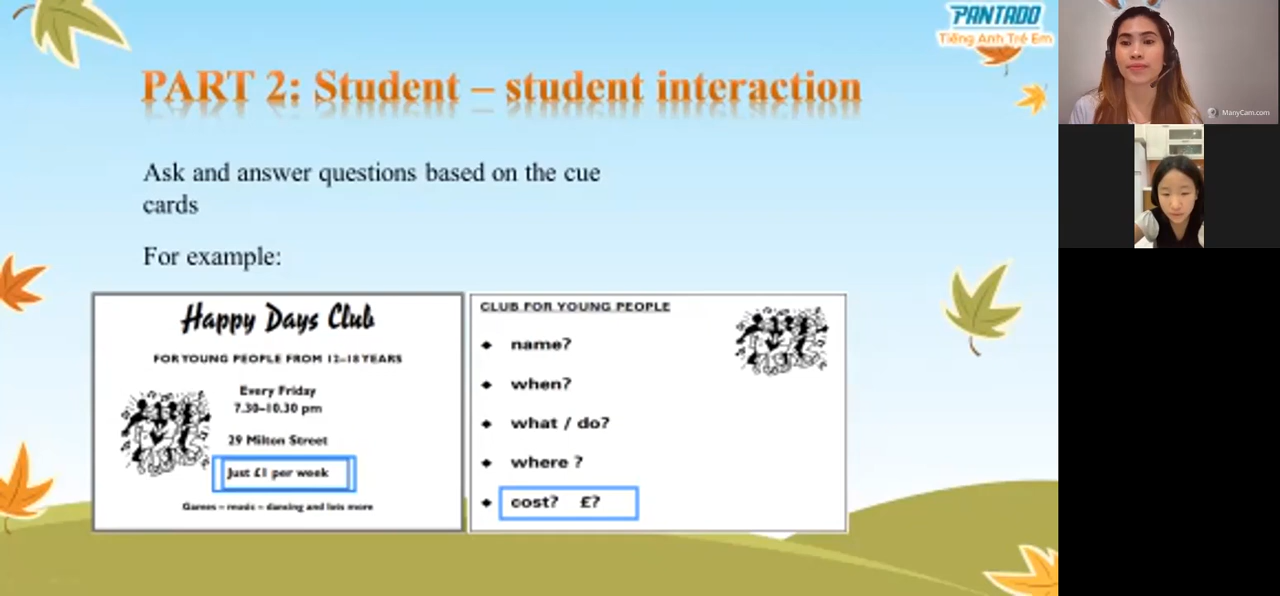 PANTADO
Tiếng Anh Trẻ Em
PART 2: Student – student interaction
Ask and answer questions based on the cue
cards
For example:
Happy Days Club
FOR YOUNG PEOPLE FROM 12–18 YEARS
Every Friday
7.30–10.30 pm
29 Milton Street
Just £1 per week
Games – music – dancing and lots more
CLUB FOR YOUNG PEOPLE
name?
when?
what / do?
where ?
cost? £?
ManyCam.com